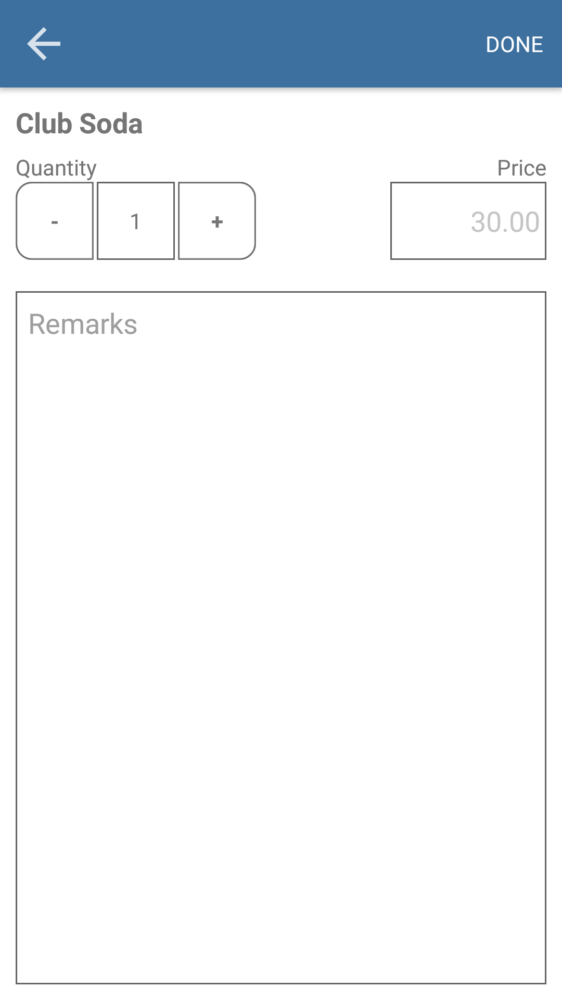 DONE
Club Soda
Quantity Price
- 1 + 30.00
Remarks